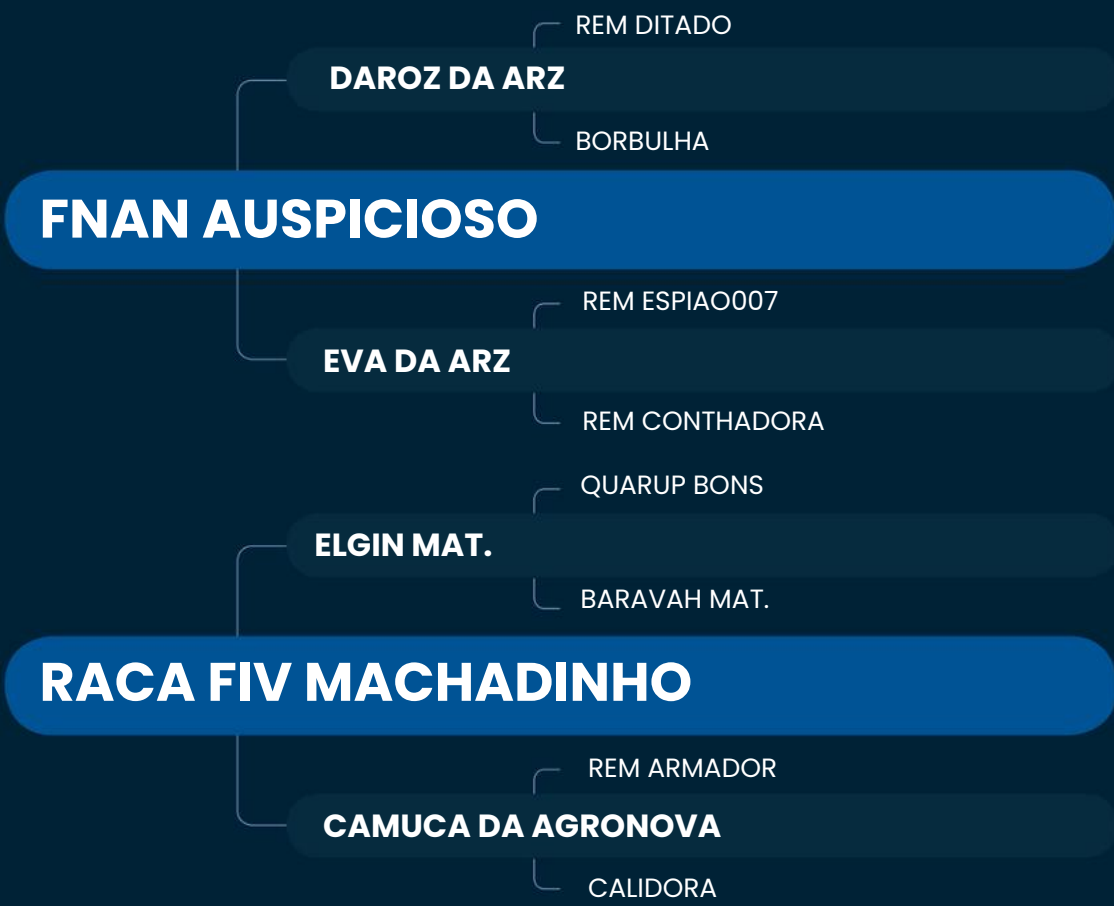 REM DITADO
DAROZ DA ARZ
BORBULHA
FNAN AUSPICIOSO
REM ESPIAO007
EVA DA ARZ
REM CONTHADORA
QUARUP BONS
ELGIN MAT.
BARAVAH MAT.
RACA FIV MACHADINHO
REM ARMADOR
CAMUCA DA AGRONOVA
CALIDORA